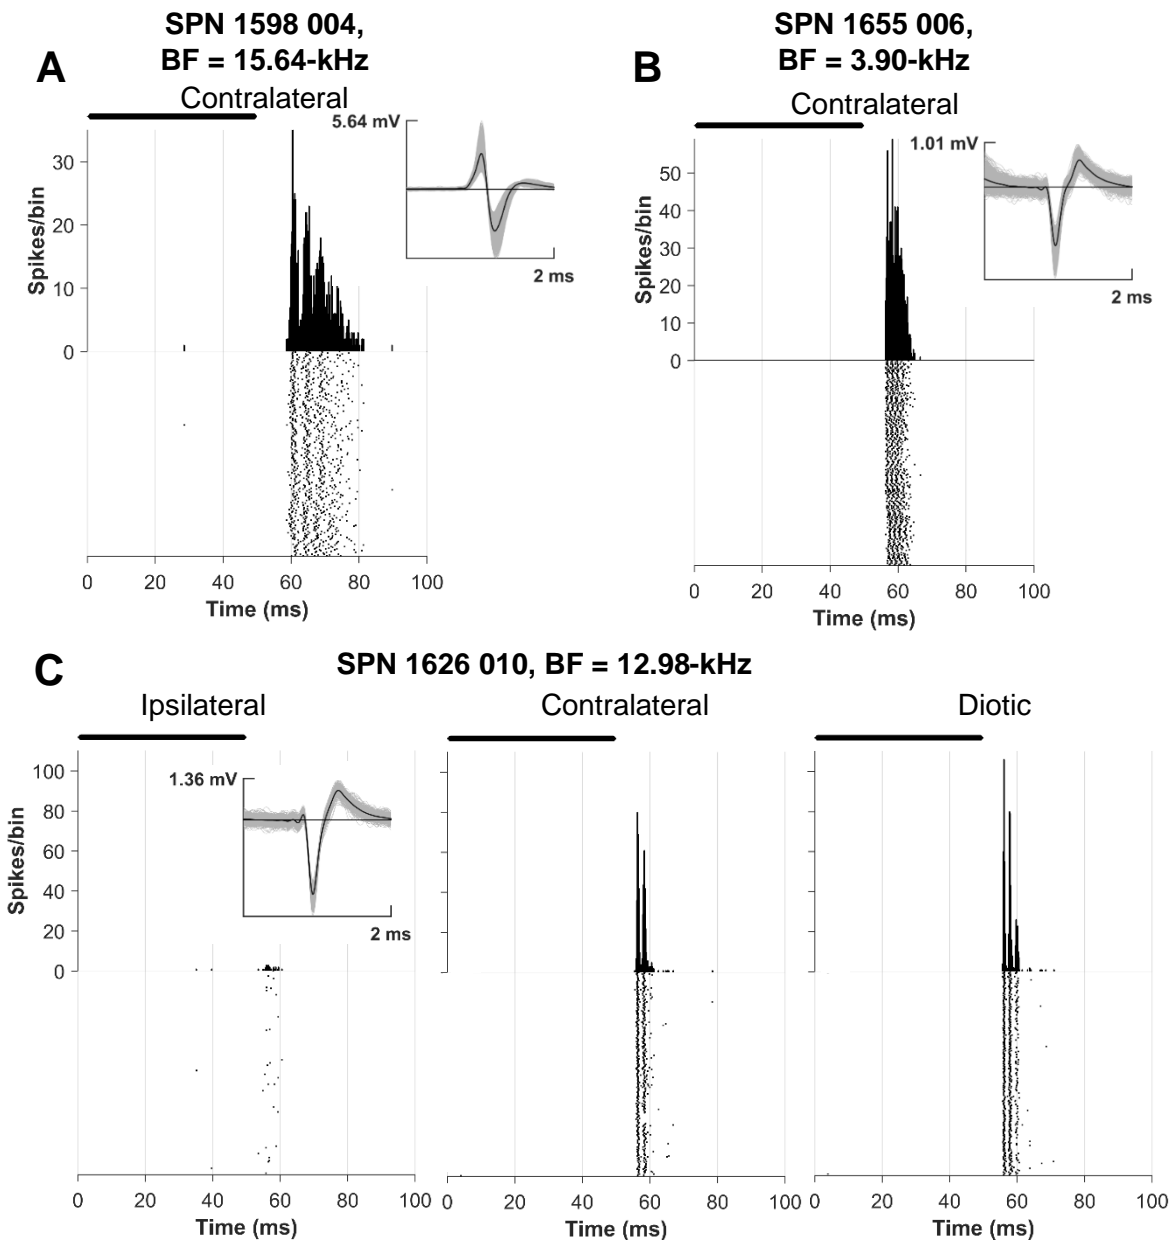 SPN 1598 004,
BF = 15.64-kHz
A
Contralateral
5.64 mV
2 ms
Spikes/bin
30
20
10
0
0 20 40 60 80 100
Time (ms)
SPN 1655 006,
BF = 3.90-kHz
B
Contralateral
1.01 mV
2 ms
Spikes/bin
50
40
30
20
10
0
0 20 40 60 80 100
Time (ms)
C
SPN 1626 010, BF = 12.98-kHz
Ipsilateral Contralateral Diotic
1.36 mV
2 ms
Spikes/bin
100
80
60
40
20
0
0 20 40 60 80 100
Time (ms)
0 20 40 60 80 100
Time (ms)
0 20 40 60 80 100
Time (ms)